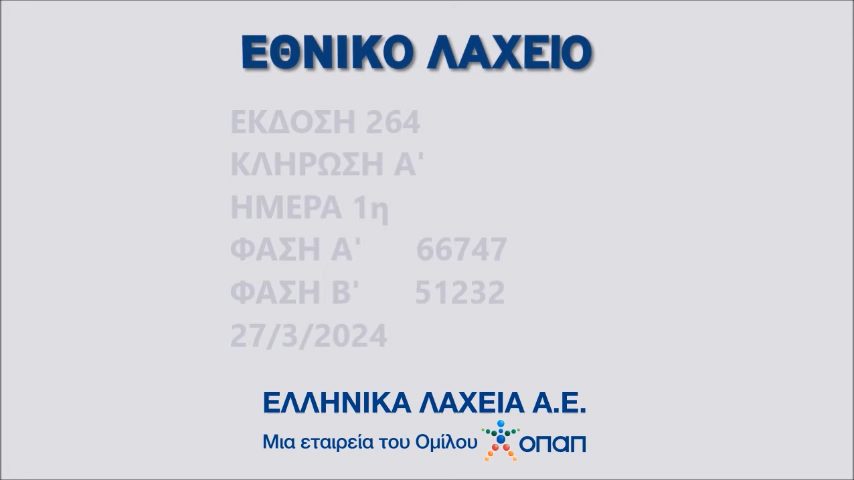 ΕΘΝΙΚΟ ΛΑΧΕΙΟ
ΕΚΔΟΣΗ 264
ΚΛΗΡΩΣΗ Α'
ΗΜΕΡΑ 1η
ΦΑΣΗ Α' 66747
ΦΑΣΗ Β' 51232
27/3/2024
ΕΛΛΗΝΙΚΑ ΛΑΧΕΙΑ Α.Ε.
Μια εταιρεία του Ομίλου οπαπ